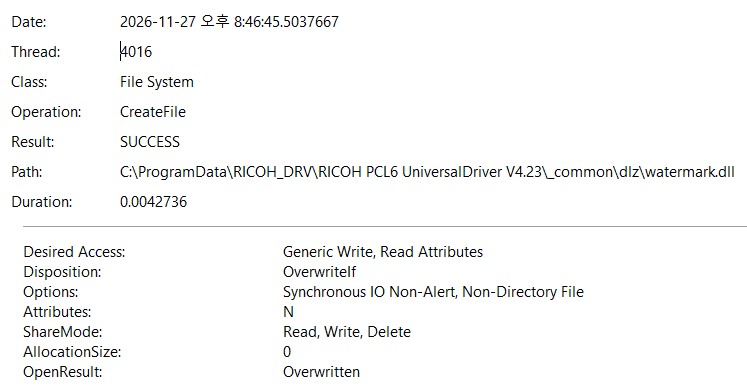 Date: 2026-11-27 오후 8:46:45.5037667
Thread: 4016
Class: File System
Operation: CreateFile
Result: SUCCESS
Path: C:\ProgramData\RICOH_DRV\RICOH PCL6 UniversalDriver V4.23\_common\dlz\watermark.dll
Duration: 0.0042736
Desired Access: Generic Write, Read Attributes
Disposition: OverwriteIf
Options: Synchronous IO Non-Alert, Non-Directory File
Attributes: N
ShareMode: Read, Write, Delete
AllocationSize: 0
OpenResult: Overwritten